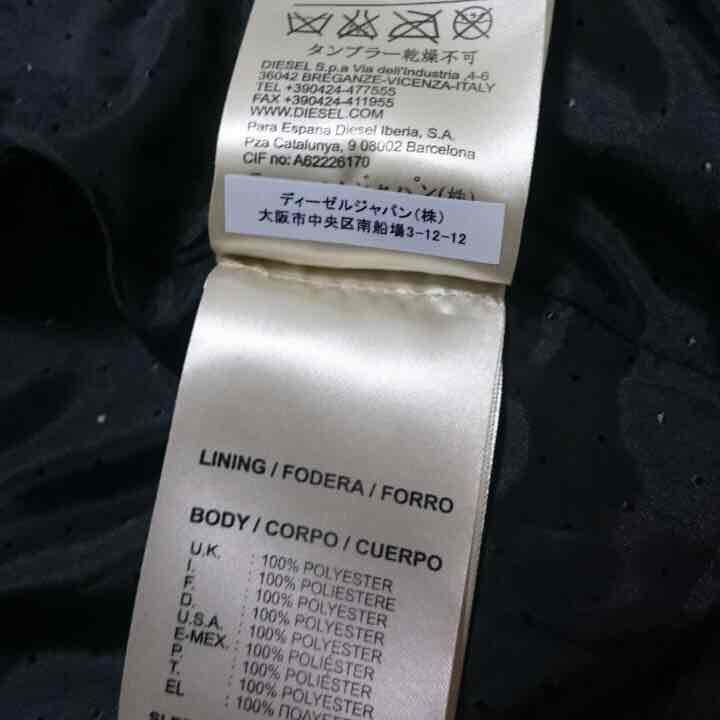 タンブラー乾燥不可
DIESEL S.p.a Via dell'Industria ,4-6
36042 BREGANZE-VICENZA-ITALY
TEL +390424-477555
FAX +390424-411955
WWW.DIESEL.COM
Para Espana Diesel Iberia, S.A.
Pza Catalunya, 9 08002 Barcelona
CIF no: A62226170
ディーゼルジャパン(株)
大阪市中央区南船場3-12-12
LINING / FODERA / FORRO
BODY / CORPO / CUERPO
U.K. : 100% POLYESTER
I. : 100% POLIESTERE
F. : 100% POLYESTER
D. : 100% POLYESTER
U.S.A. : 100% POLYESTER
E-MEX. : 100% POLIÉSTER
P. : 100% POLIÉSTER
T. : 100% POLYESTER
EL : 100% ΠΟΛΥΕΣΤΕΡ